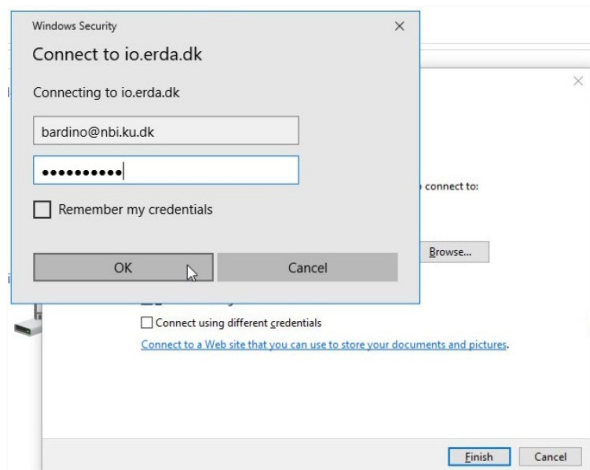 Windows Security
Connect to io.erda.dk
Connecting to io.erda.dk
bardino@nbi.ku.dk
••••••••••
Remember my credentials
OK
Cancel
connect to:
Browse...
Connect using different credentials
Connect to a Web site that you can use to store your documents and pictures.
Finish
Cancel